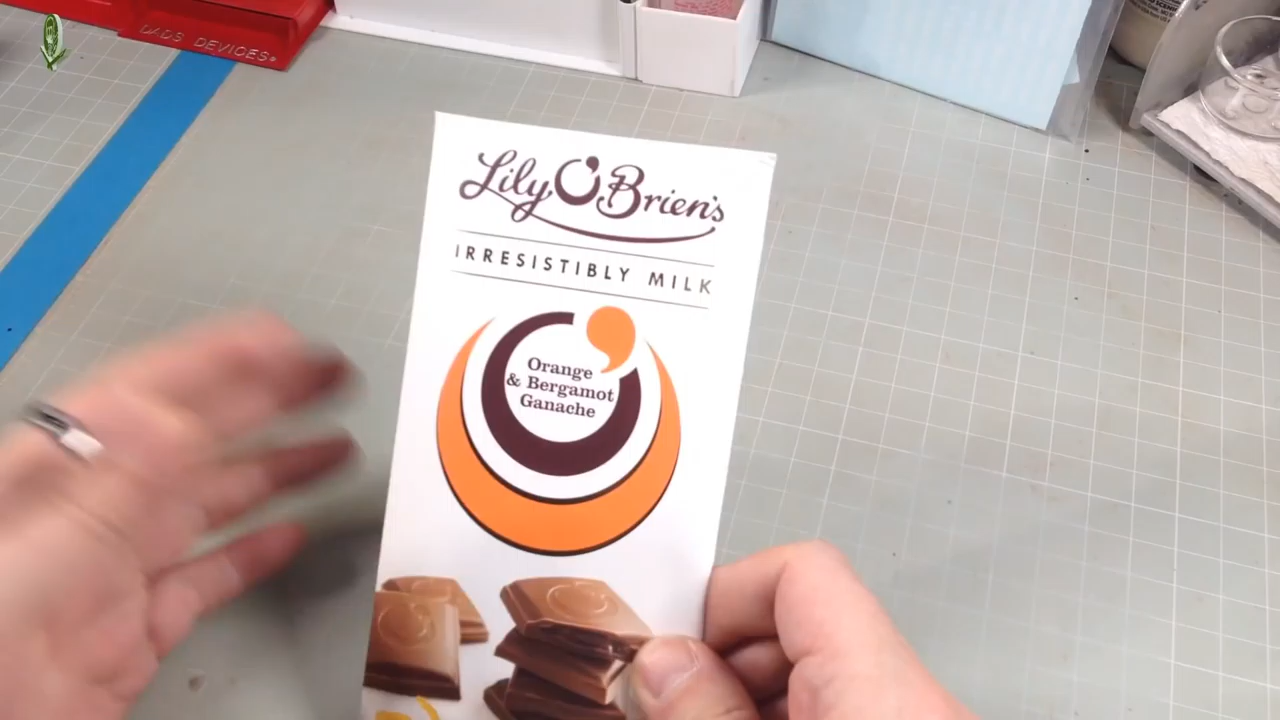 DADS DEVICES
Lily O'Brien's
IRRESISTIBLY MILK
Orange
& Bergamot
Ganache